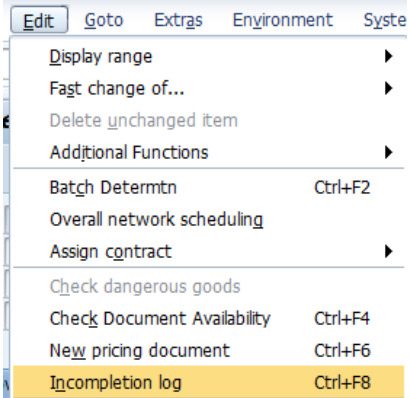 Edit Goto Extras Environment Syste
Display range
Fast change of...
Delete unchanged item
Additional Functions
Batch Determtn Ctrl+F2
Overall network scheduling
Assign contract
Check dangerous goods
Check Document Availability Ctrl+F4
New pricing document Ctrl+F6
Incompletion log Ctrl+F8